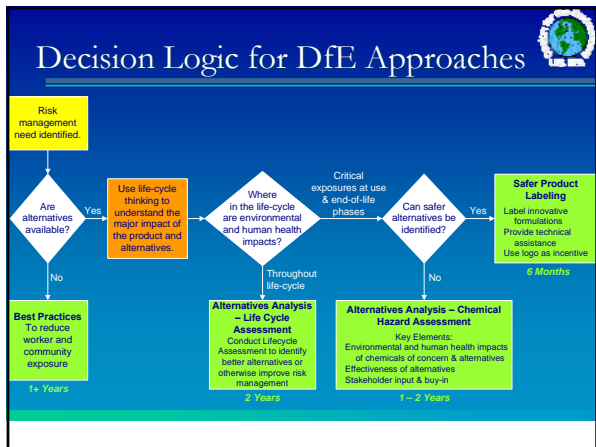 Decision Logic for DfE Approaches
Risk
management
need identified.
Are
alternatives
available?
Yes
No
Best Practices
To reduce
worker and
community
exposure
1+ Years
Use life-cycle
thinking to
understand the
major impact of
the product and
alternatives.
Where
in the life-cycle
are environmental
and human health
impacts?
Throughout
life-cycle
Alternatives Analysis
– Life Cycle
Assessment
Conduct Lifecycle
Assessment to identify
better alternatives or
otherwise improve risk
management
2 Years
Critical
exposures at use
& end-of-life
phases
Can safer
alternatives be
identified?
No
Alternatives Analysis – Chemical
Hazard Assessment
Key Elements:
Environmental and human health impacts
of chemicals of concern & alternatives
Effectiveness of alternatives
Stakeholder input & buy-in
1 – 2 Years
Yes
Safer Product
Labeling
Label innovative
formulations
Provide technical
assistance
Use logo as incentive
6 Months